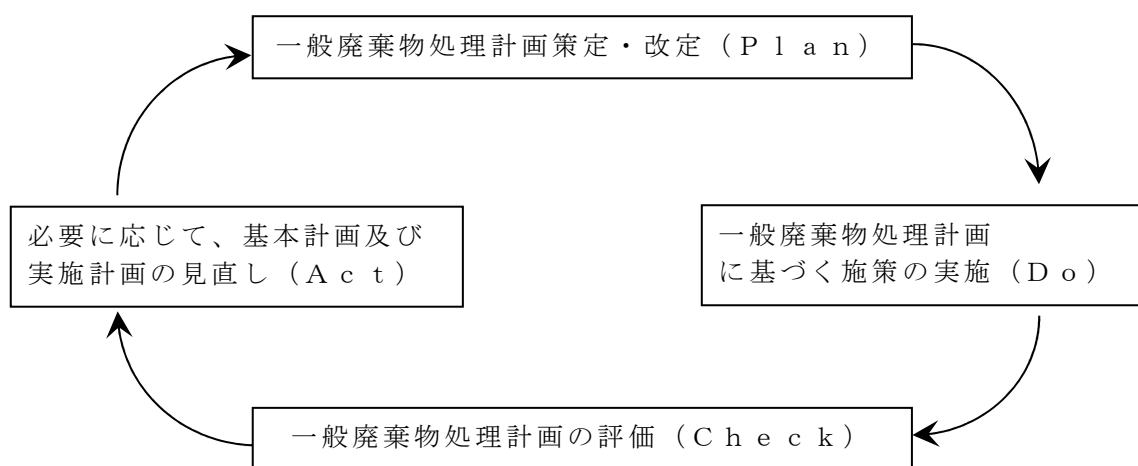 一般廃棄物処理計画策定・改定（Ｐｌａｎ）
必要に応じて、基本計画及び
実施計画の見直し（Ａｃｔ）
一般廃棄物処理計画
に基づく施策の実施（Ｄｏ）
一般廃棄物処理計画の評価（Ｃｈｅｃｋ）